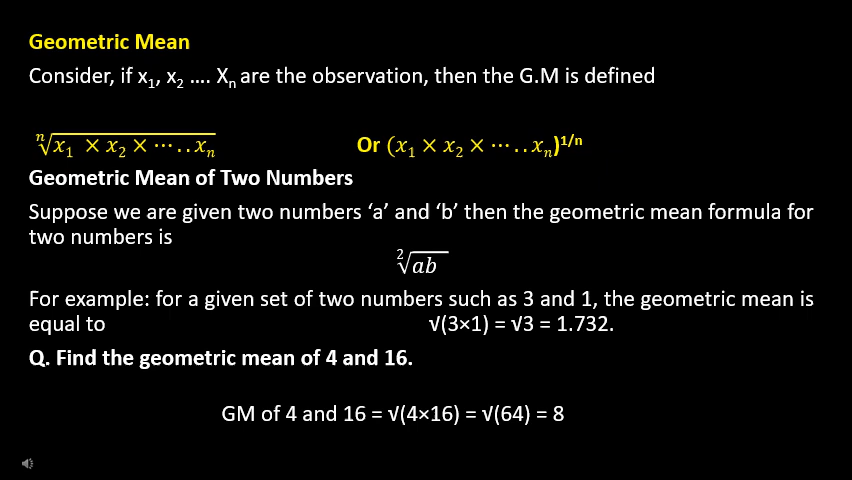 Geometric Mean
Consider, if x₁, x₂ .... Xₙ are the observation, then the G.M is defined
ⁿ√x₁ × x₂ × ⋯ . . xₙ Or (x₁ × x₂ × ⋯ . . xₙ)^1/n
Geometric Mean of Two Numbers
Suppose we are given two numbers ‘a’ and ‘b’ then the geometric mean formula for
two numbers is
²√ab
For example: for a given set of two numbers such as 3 and 1, the geometric mean is
equal to √(3×1) = √3 = 1.732.
Q. Find the geometric mean of 4 and 16.
GM of 4 and 16 = √(4×16) = √(64) = 8